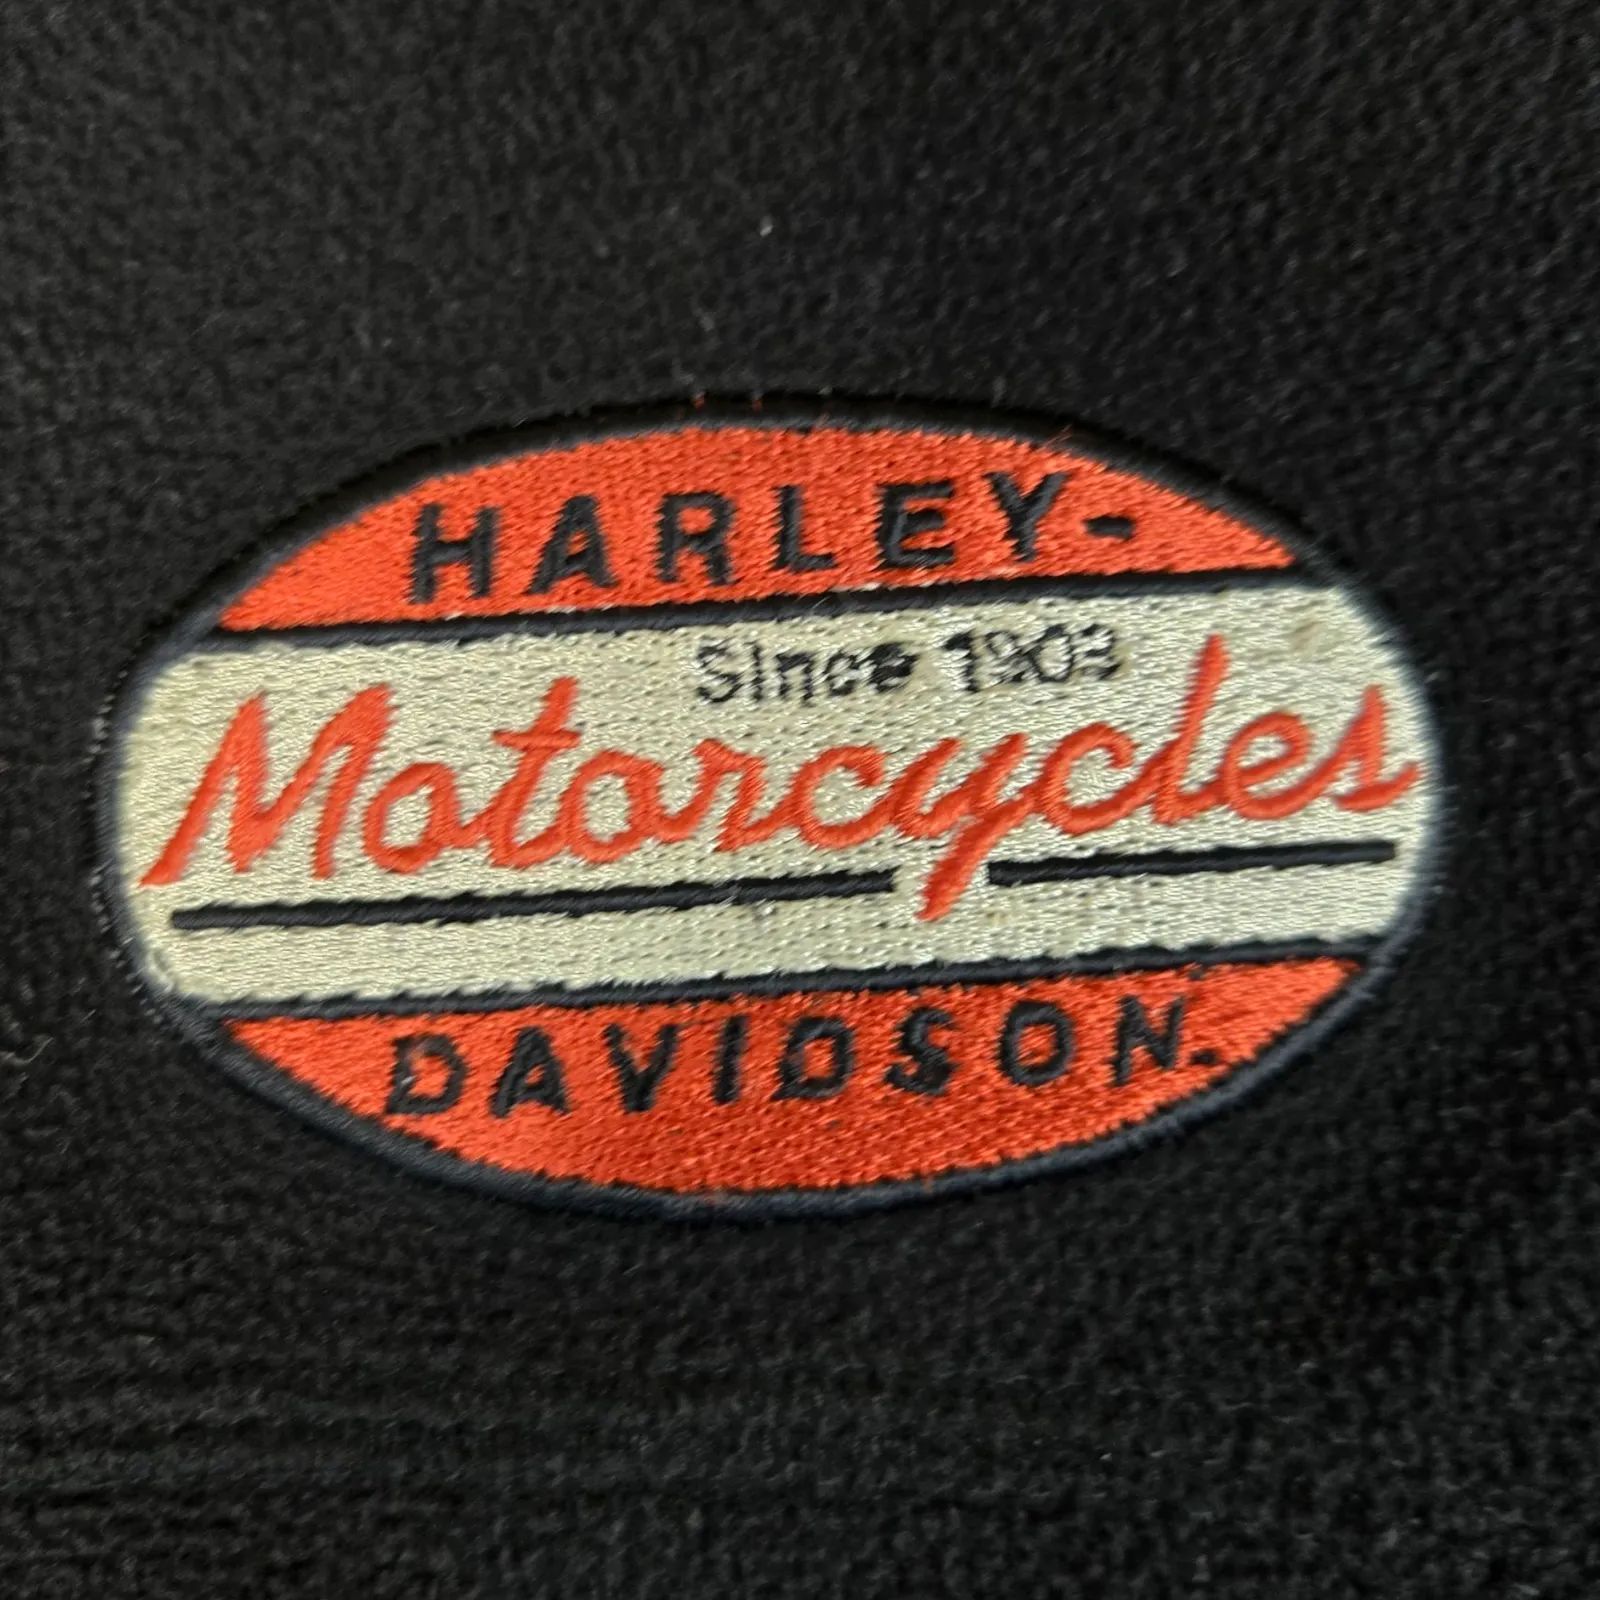 HARLEY-
Since 1903
Motorcycles
DAVIDSON.